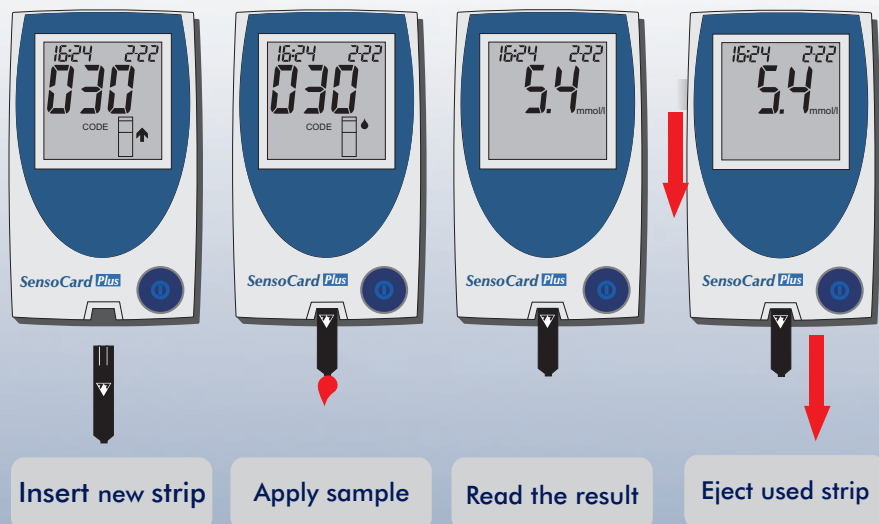 16:24 2-22
030
CODE
SensoCard Plus
Insert new strip
16:24 2-22
030
CODE
SensoCard Plus
Apply sample
16:24 2-22
5.4
mmol/l
SensoCard Plus
Read the result
16:24 2-22
5.4
mmol/l
SensoCard Plus
Eject used strip